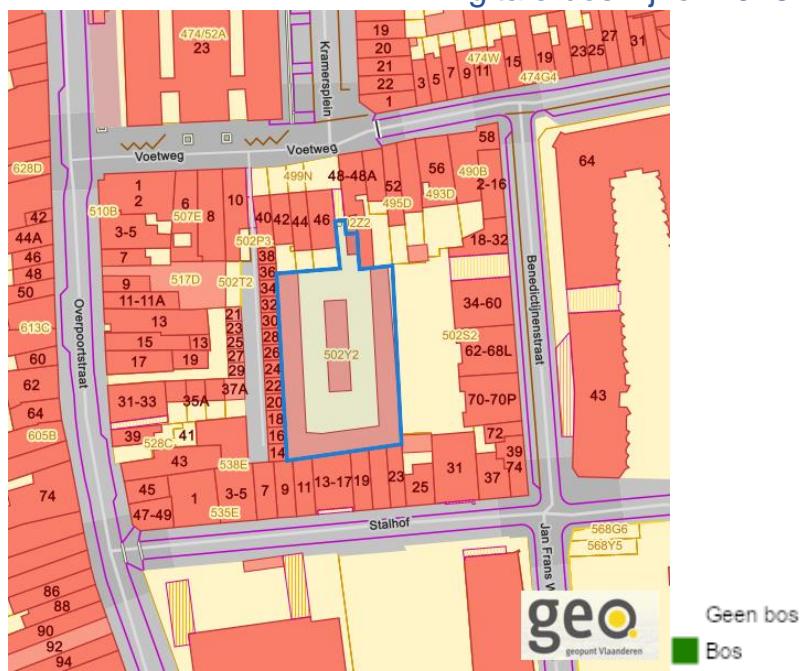 474/52A
23
Kramersplein
19
20
21
22
1
3 5 7 9 11 15 19 23 25 27 31
474W
474G4
Voetweg
Voetweg
58
64
628D
1
2
6
8
10
499N
48-48A
52
56
490B
2-16
495D
493D
510B
507E
3-5
7
42
44A
46
48
50
40 42 44 46
502Z2
502P3
38
36
34
32
30
28
26
24
22
20
18
16
14
18-32
517D
502T2
9
11-11A
13
15
13
17
19
21
23
25
27
29
613C
60
62
64
605B
Overpoortstraat
502Y2
502S2
34-60
62-68L
70-70P
72
39
74
Benedictijnenstraat
43
31-33
35A
37A
39
41
528C
43
538E
45
47-49
1
3-5
535E
7 9 11 13-17 19 23
25
31
37
74
Stalhof
Jan Frans W
568G6
568Y5
86
88
90
92
94
geo
geopunt Vlaanderen
Geen bos
Bos